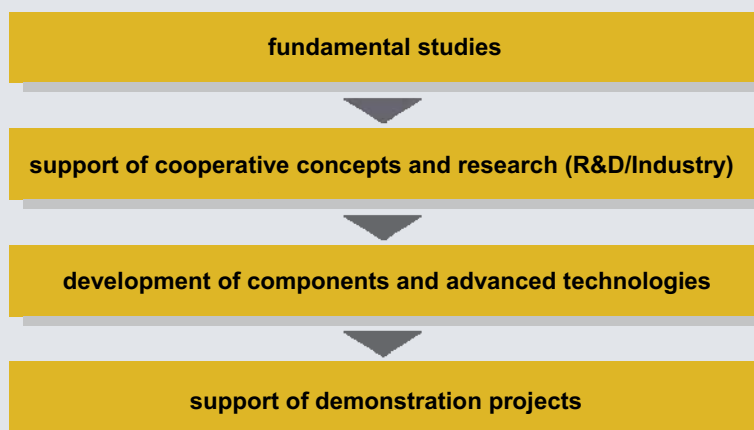 fundamental studies
support of cooperative concepts and research (R&D/Industry)
development of components and advanced technologies
support of demonstration projects